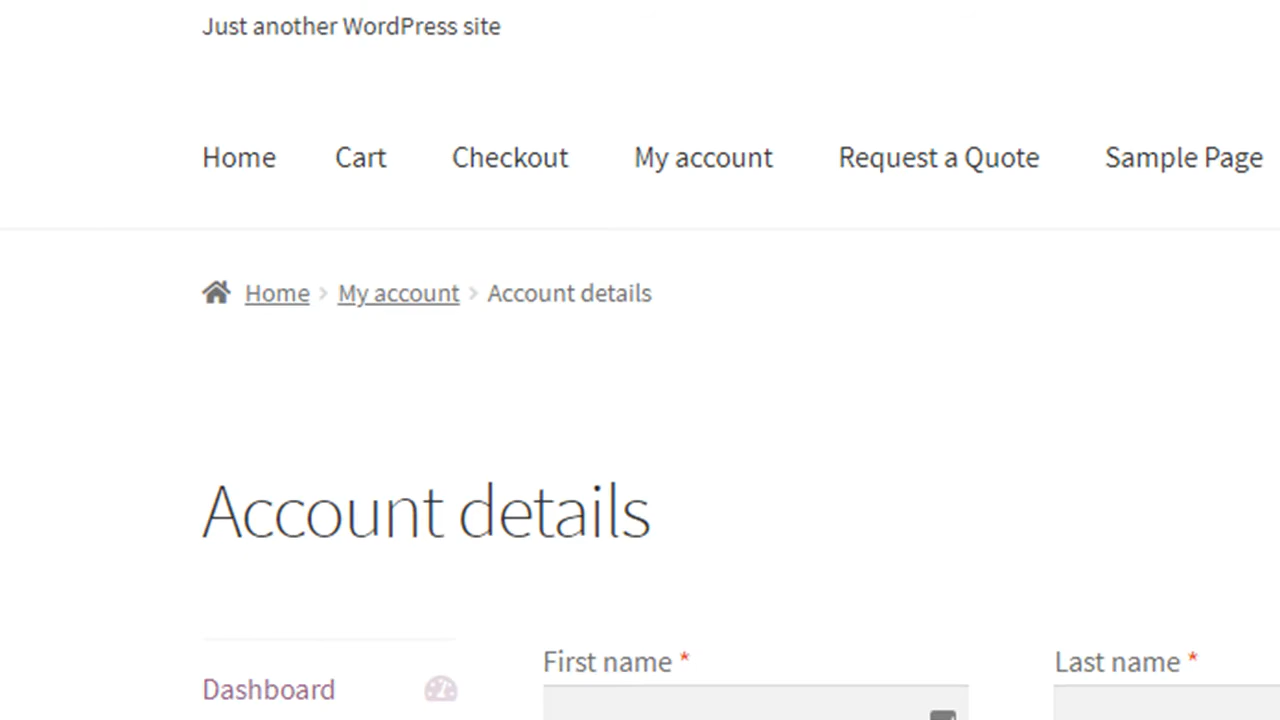 Just another WordPress site
Home Cart Checkout My account Request a Quote Sample Page
Home My account Account details
Account details
First name * Last name *
Dashboard